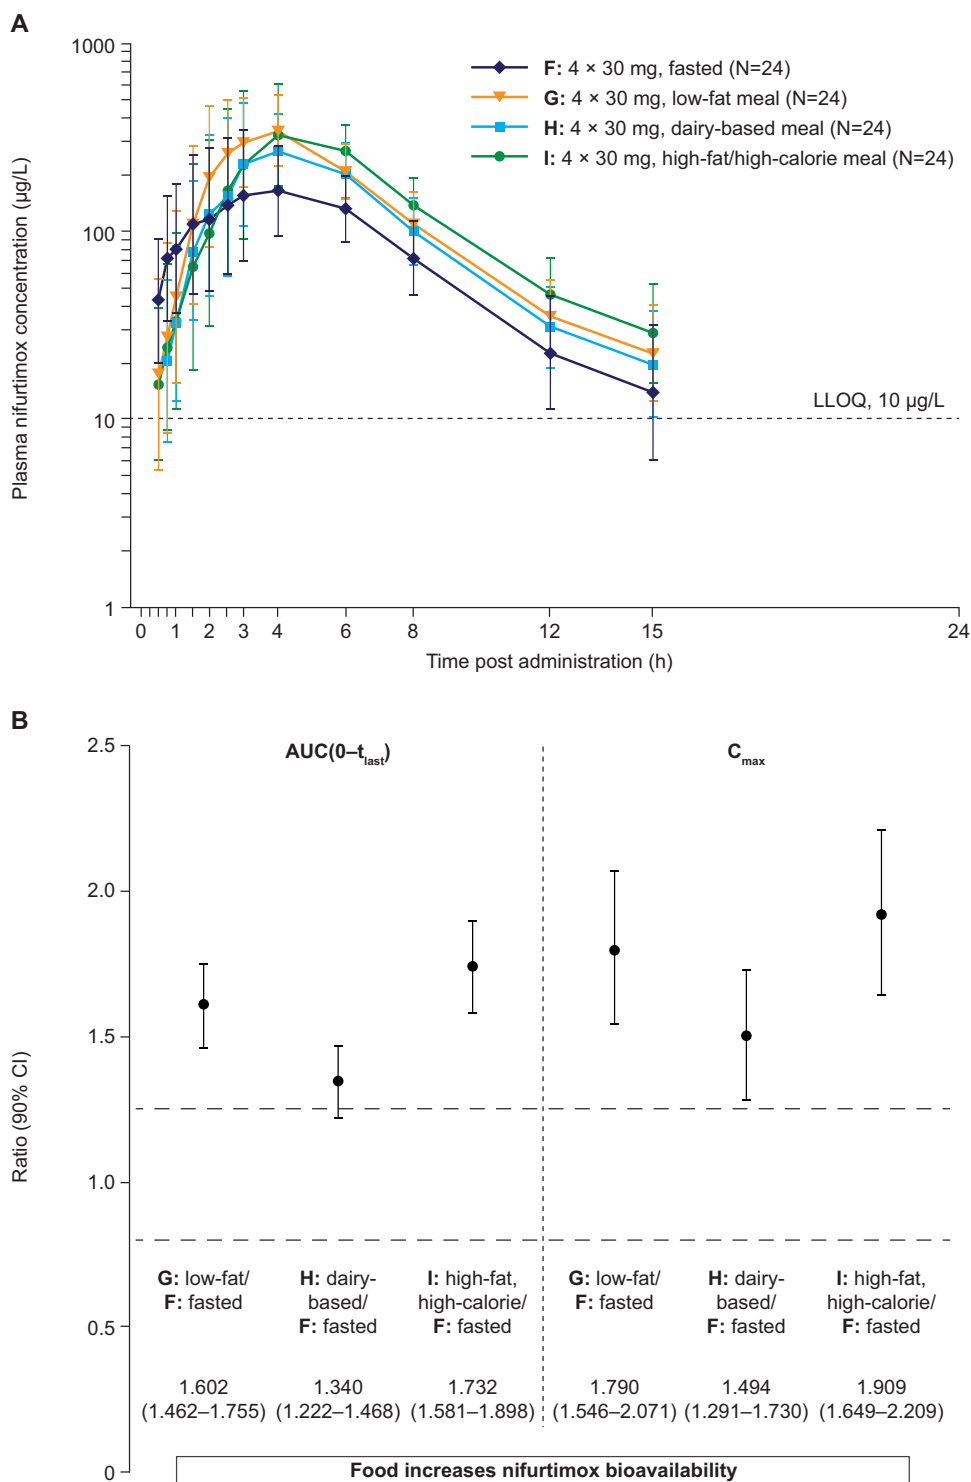 A
1000
100
10
1
Plasma nifurtimox concentration (µg/L)
F: 4 × 30 mg, fasted (N=24)
G: 4 × 30 mg, low-fat meal (N=24)
H: 4 × 30 mg, dairy-based meal (N=24)
I: 4 × 30 mg, high-fat/high-calorie meal (N=24)
LLOQ, 10 µg/L
0 1 2 3 4 6 8 12 15 24
Time post administration (h)
B
2.5
2.0
1.5
1.0
0.5
0
Ratio (90% CI)
AUC(0–tlast) Cmax
G: low-fat/ H: dairy- I: high-fat, G: low-fat/ H: dairy- I: high-fat,
F: fasted based/ high-calorie/ F: fasted based/ high-calorie/
F: fasted F: fasted F: fasted F: fasted
1.602 1.340 1.732 1.790 1.494 1.909
(1.462–1.755) (1.222–1.468) (1.581–1.898) (1.546–2.071) (1.291–1.730) (1.649–2.209)
Food increases nifurtimox bioavailability